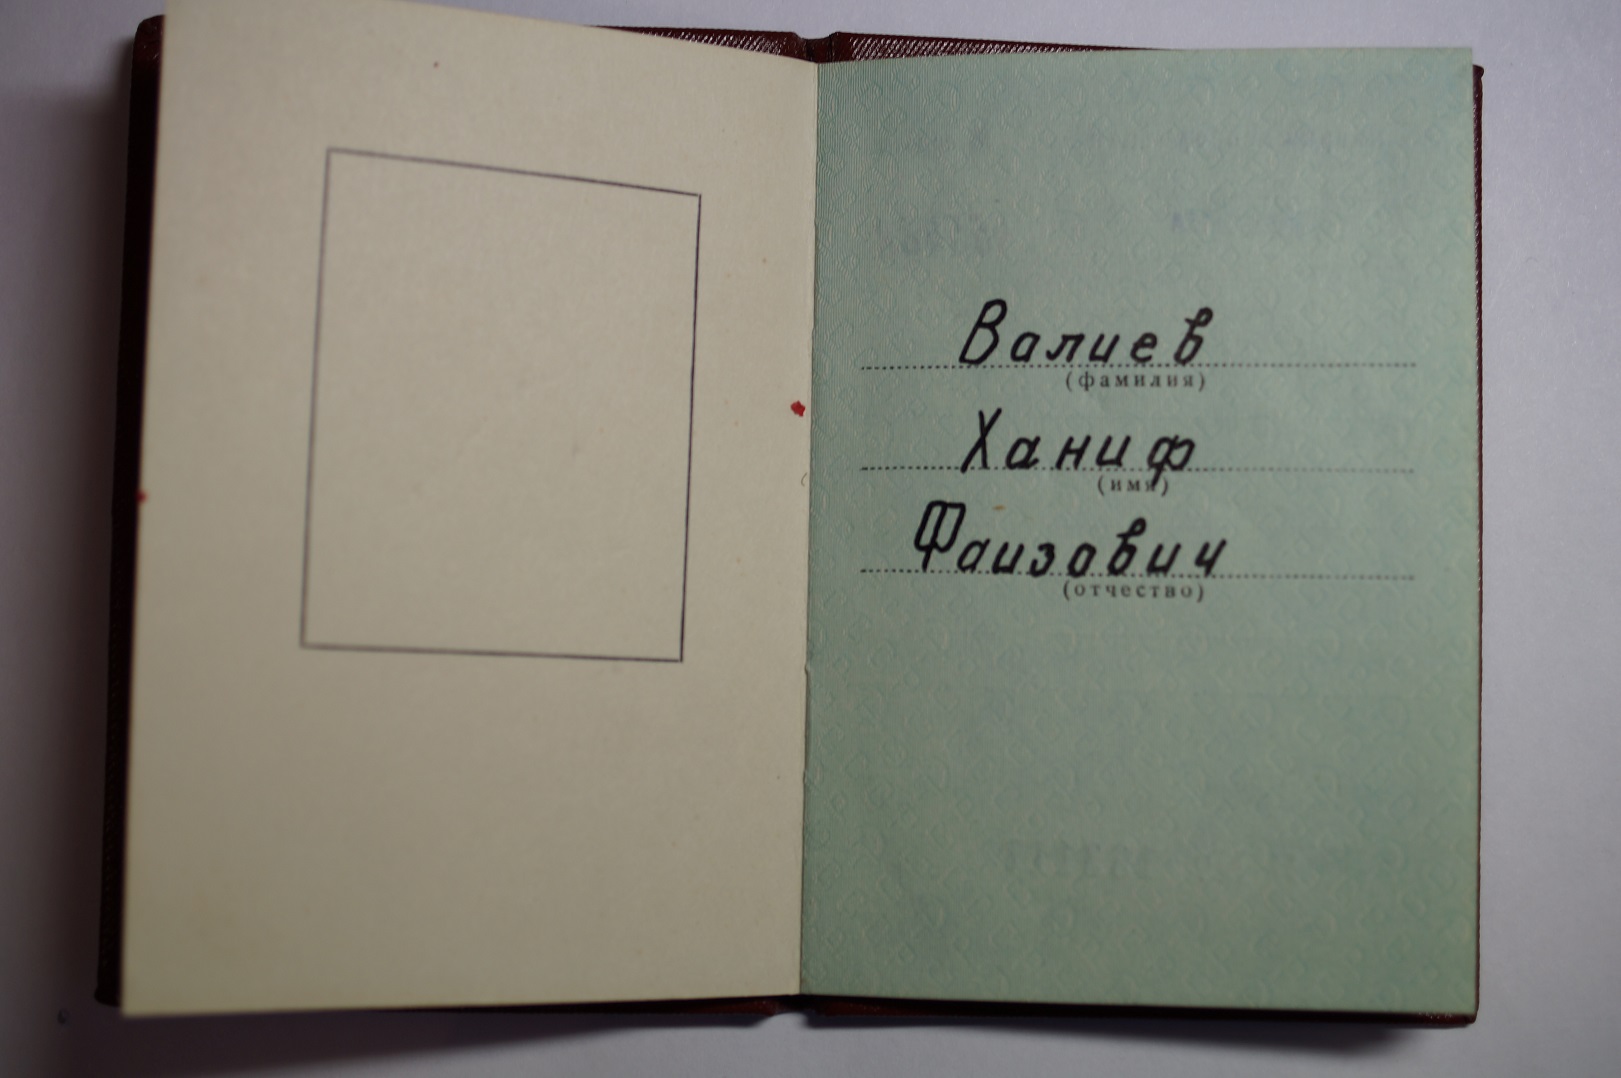 Валиев
(фамилия)
Ханиф
(имя)
Фаизович
(отчество)